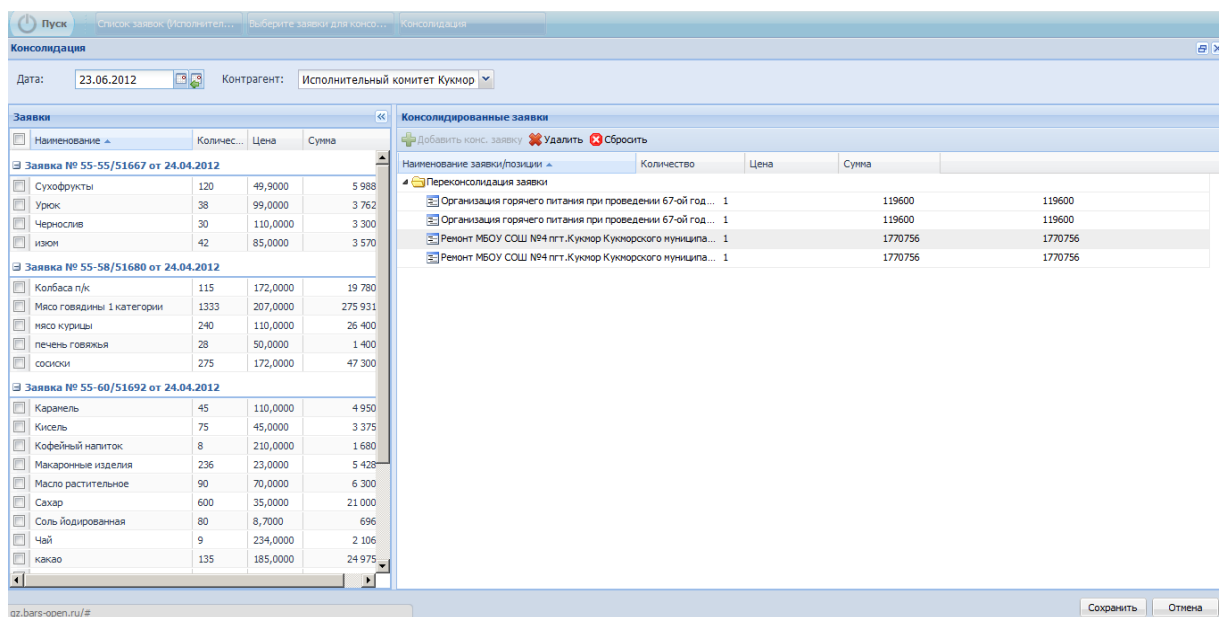 Пуск Список заявок (Исполнител... Выберите заявки для консо... Консолидация
Консолидация
Дата: 23.06.2012 Контрагент: Исполнительный комитет Кукмор
Заявки
Наименование Количес... Цена Сумма
Заявка № 55-55/51667 от 24.04.2012
Сухофрукты 120 49,9000 5 988
Урюк 38 99,0000 3 762
Чернослив 30 110,0000 3 300
изюм 42 85,0000 3 570
Заявка № 55-58/51680 от 24.04.2012
Колбаса п/к 115 172,0000 19 780
Мясо говядины 1 категории 1333 207,0000 275 931
мясо курицы 240 110,0000 26 400
печень говяжья 28 50,0000 1 400
сосиски 275 172,0000 47 300
Заявка № 55-60/51692 от 24.04.2012
Карамель 45 110,0000 4 950
Кисель 75 45,0000 3 375
Кофейный напиток 8 210,0000 1 680
Макаронные изделия 236 23,0000 5 428
Масло растительное 90 70,0000 6 300
Сахар 600 35,0000 21 000
Соль йодированная 80 8,7000 696
Чай 9 234,0000 2 106
какао 135 185,0000 24 975
Консолидированные заявки
Добавить конс. заявку Удалить Сбросить
Наименование заявки/позиции Количество Цена Сумма
Переконсолидация заявки
Организация горячего питания при проведении 67-ой год... 1 119600 119600
Организация горячего питания при проведении 67-ой год... 1 119600 119600
Ремонт МБОУ СОШ №4 пгт.Кукмор Кукморского муниципа... 1 1770756 1770756
Ремонт МБОУ СОШ №4 пгт.Кукмор Кукморского муниципа... 1 1770756 1770756
Сохранить Отмена
gz.bars-open.ru/#